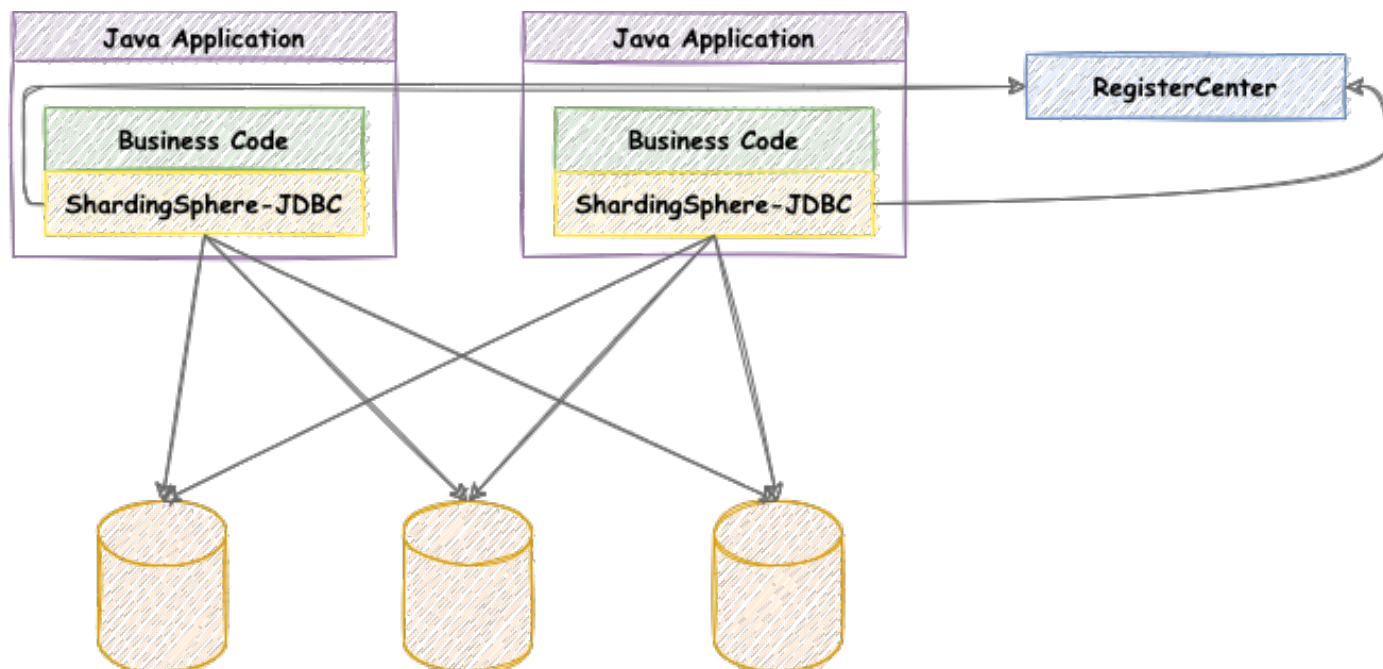 Java Application
Java Application
RegisterCenter
Business Code
Business Code
ShardingSphere-JDBC
ShardingSphere-JDBC